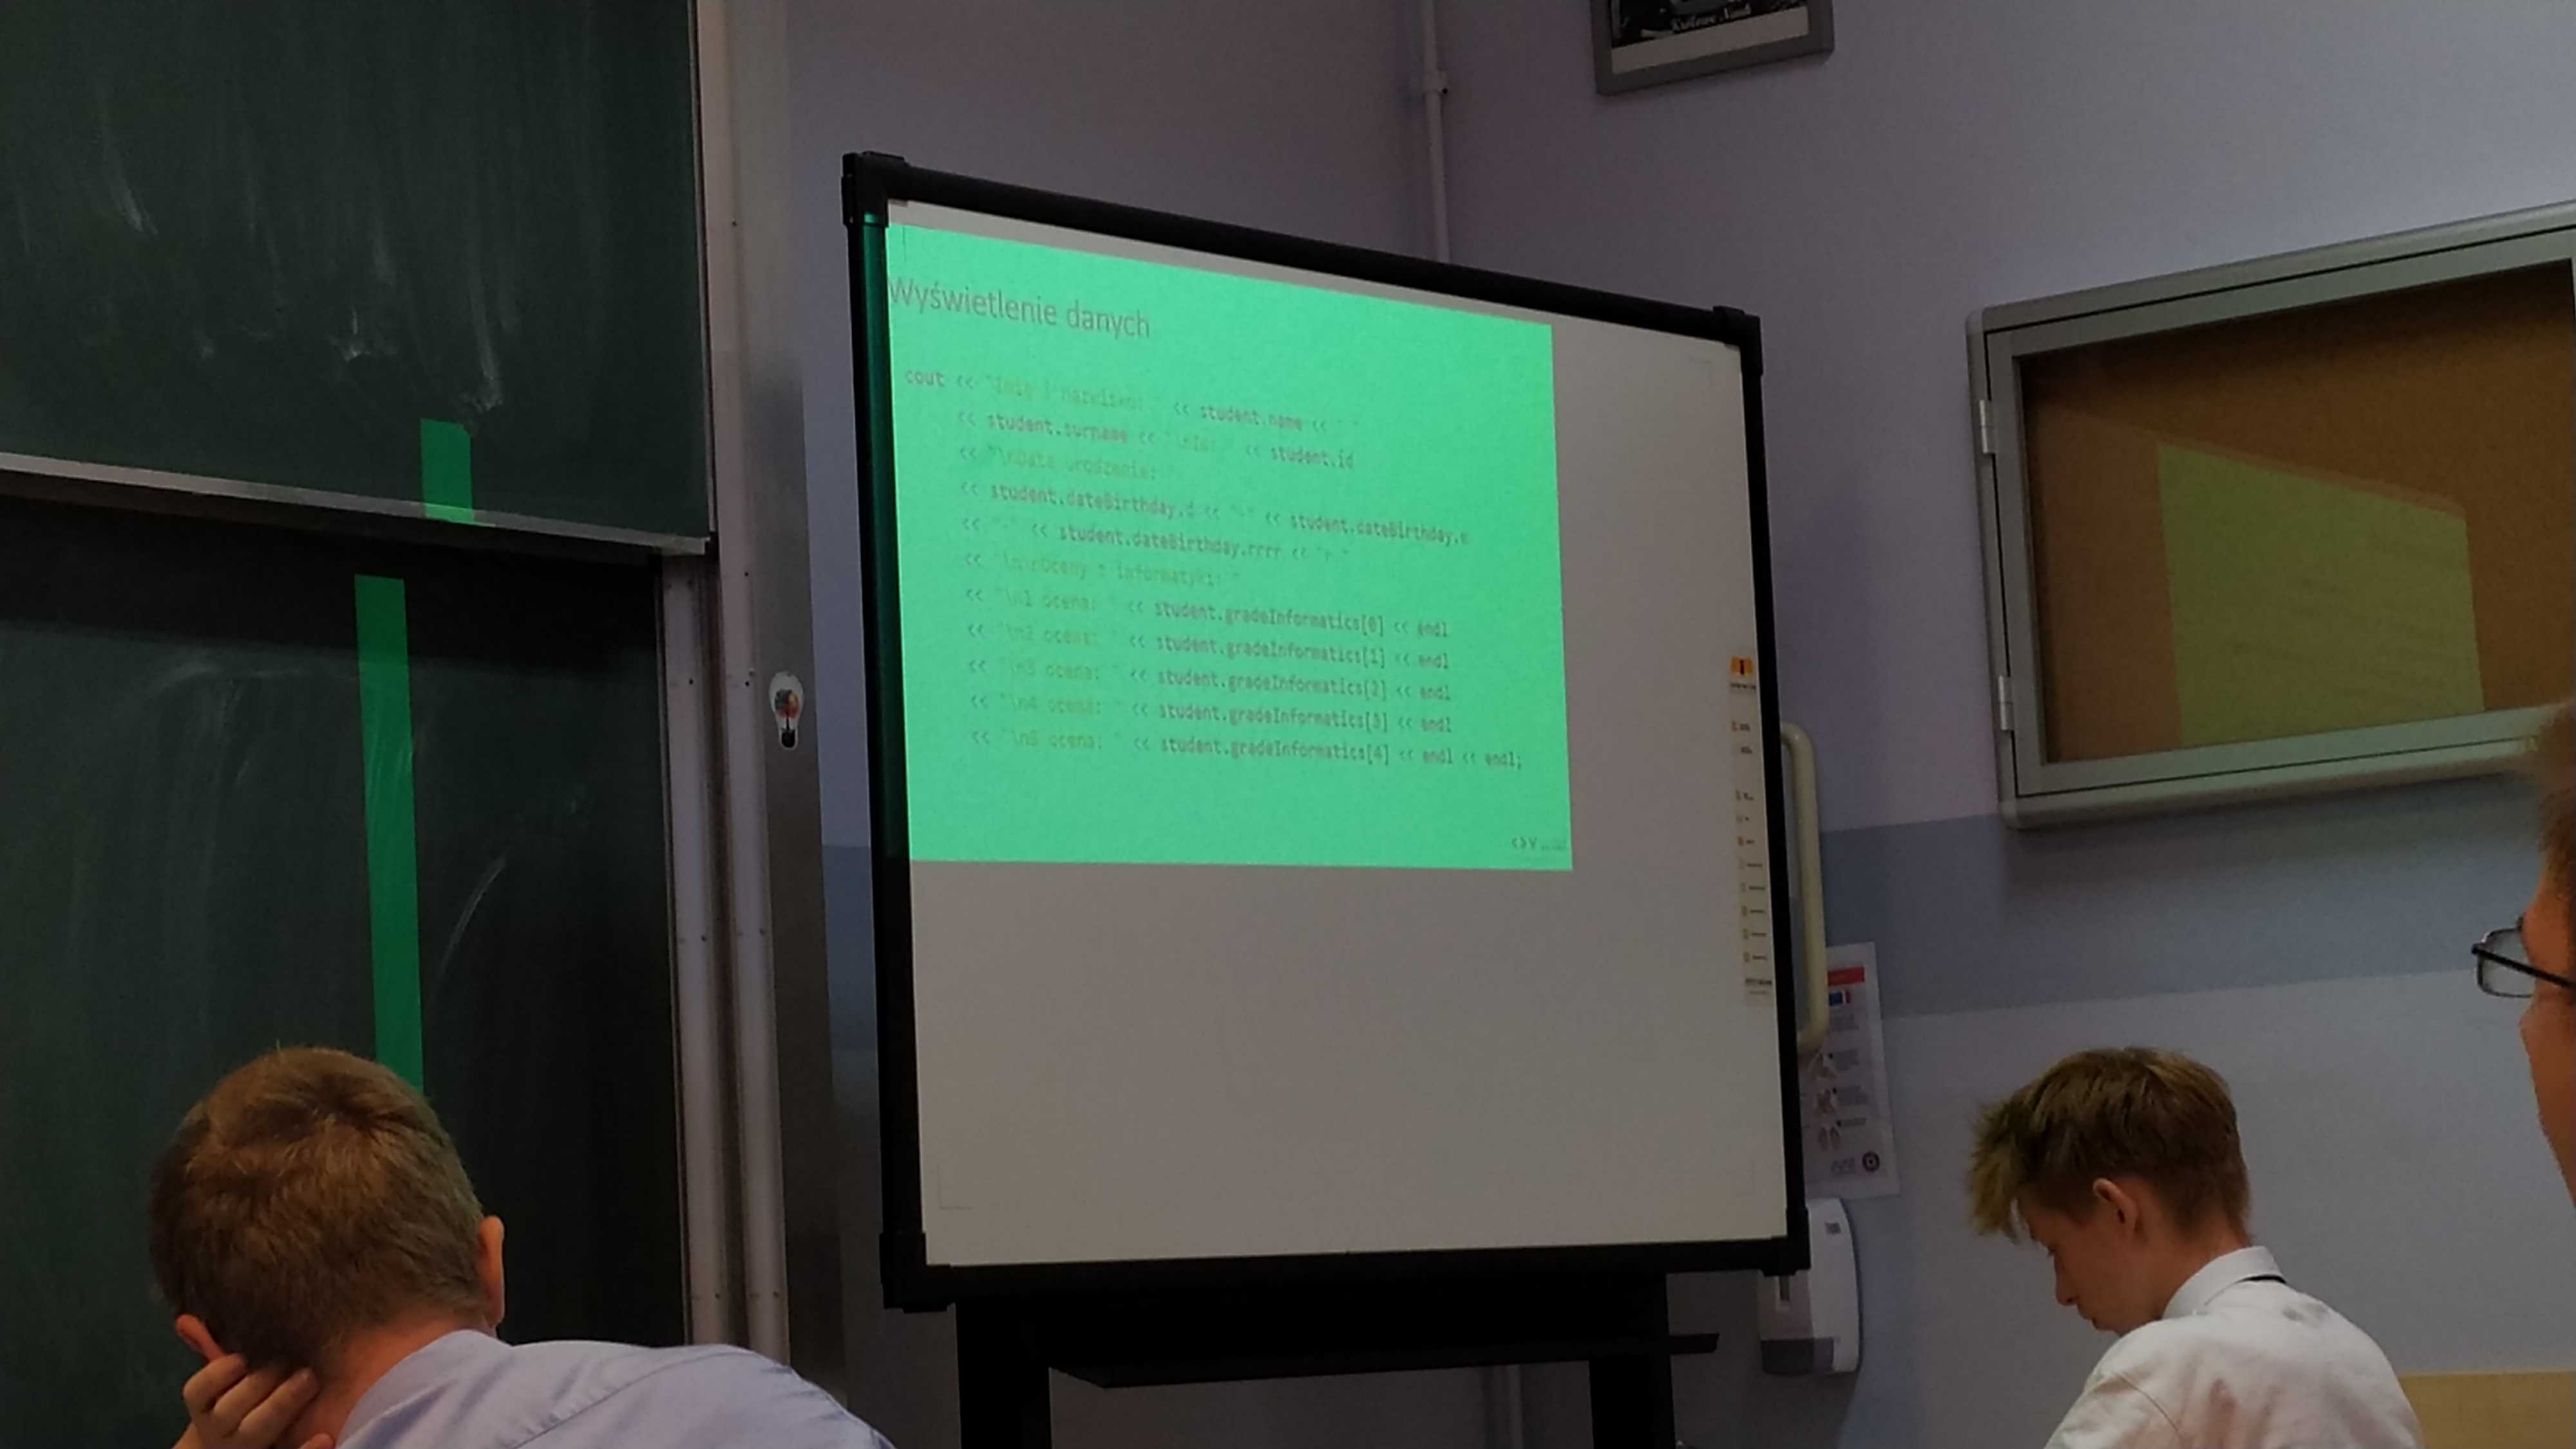 Królowa Nauk
Wyświetlenie danych
cout << "Imię i nazwisko: " << student.name << " "
<< student.surname << "\nId: " << student.id
<< "\nData urodzenia: "
<< student.dateBirthday.d << "-" << student.dateBirthday.m
<< "-" << student.dateBirthday.rrrr << "r."
<< "\n\nOceny z informatyki: "
<< "\n1 ocena: " << student.gradeInformatics[0] << endl
<< "\n2 ocena: " << student.gradeInformatics[1] << endl
<< "\n3 ocena: " << student.gradeInformatics[2] << endl
<< "\n4 ocena: " << student.gradeInformatics[3] << endl
<< "\n5 ocena: " << student.gradeInformatics[4] << endl << endl;